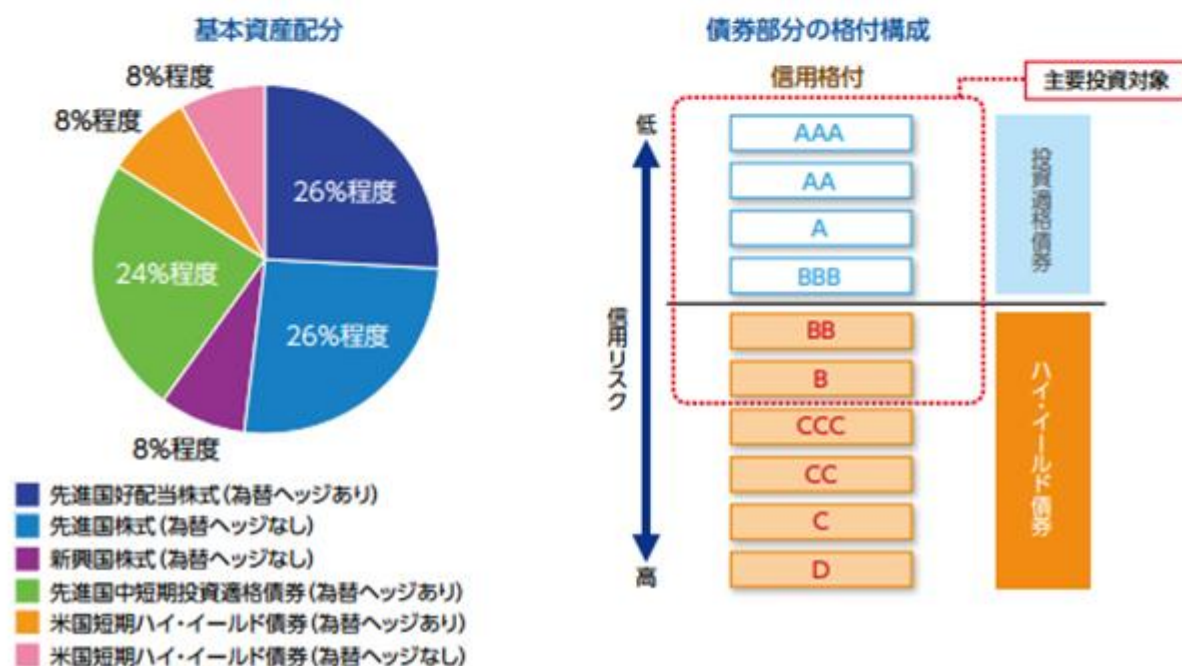 基本資産配分
8%程度
8%程度
26%程度
24%程度
26%程度
8%程度
先進国好配当株式(為替ヘッジあり)
先進国株式(為替ヘッジなし)
新興国株式(為替ヘッジなし)
先進国中短期投資適格債券(為替ヘッジあり)
米国短期ハイ・イールド債券(為替ヘッジあり)
米国短期ハイ・イールド債券(為替ヘッジなし)
債券部分の格付構成
信用格付
主要投資対象
低
信用リスク
高
AAA
AA
A
BBB
BB
B
CCC
CC
C
D
投資適格債券
ハイ・イールド債券